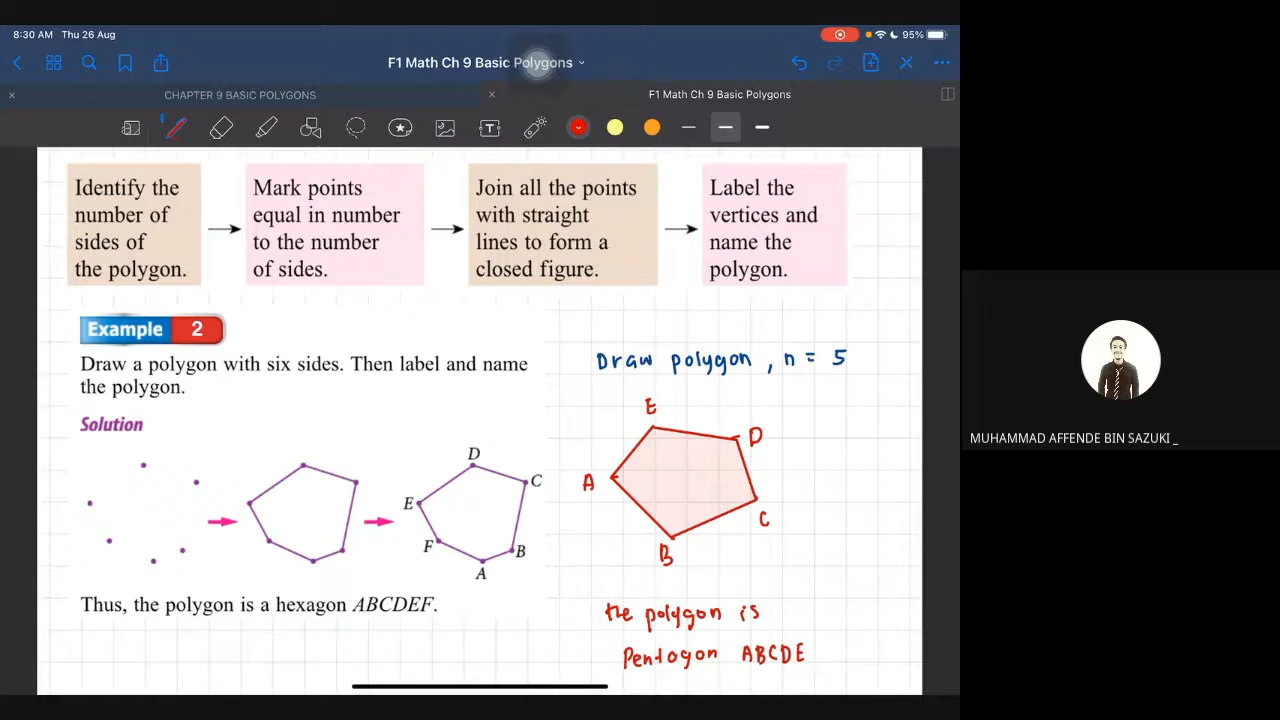 8:30 AM Thu 26 Aug
95%
F1 Math Ch 9 Basic Polygons
CHAPTER 9 BASIC POLYGONS
F1 Math Ch 9 Basic Polygons
T
Identify the
number of
sides of
the polygon.
Mark points
equal in number
to the number
of sides.
Join all the points
with straight
lines to form a
closed figure.
Label the
vertices and
name the
polygon.
Example 2
Draw a polygon with six sides. Then label and name
the polygon.
Solution
D
C
E
F
B
A
Thus, the polygon is a hexagon ABCDEF.
Draw polygon, n = 5
E
D
A
C
B
the polygon is
Pentagon ABCDE
MUHAMMAD AFFENDE BIN SAZUKI _